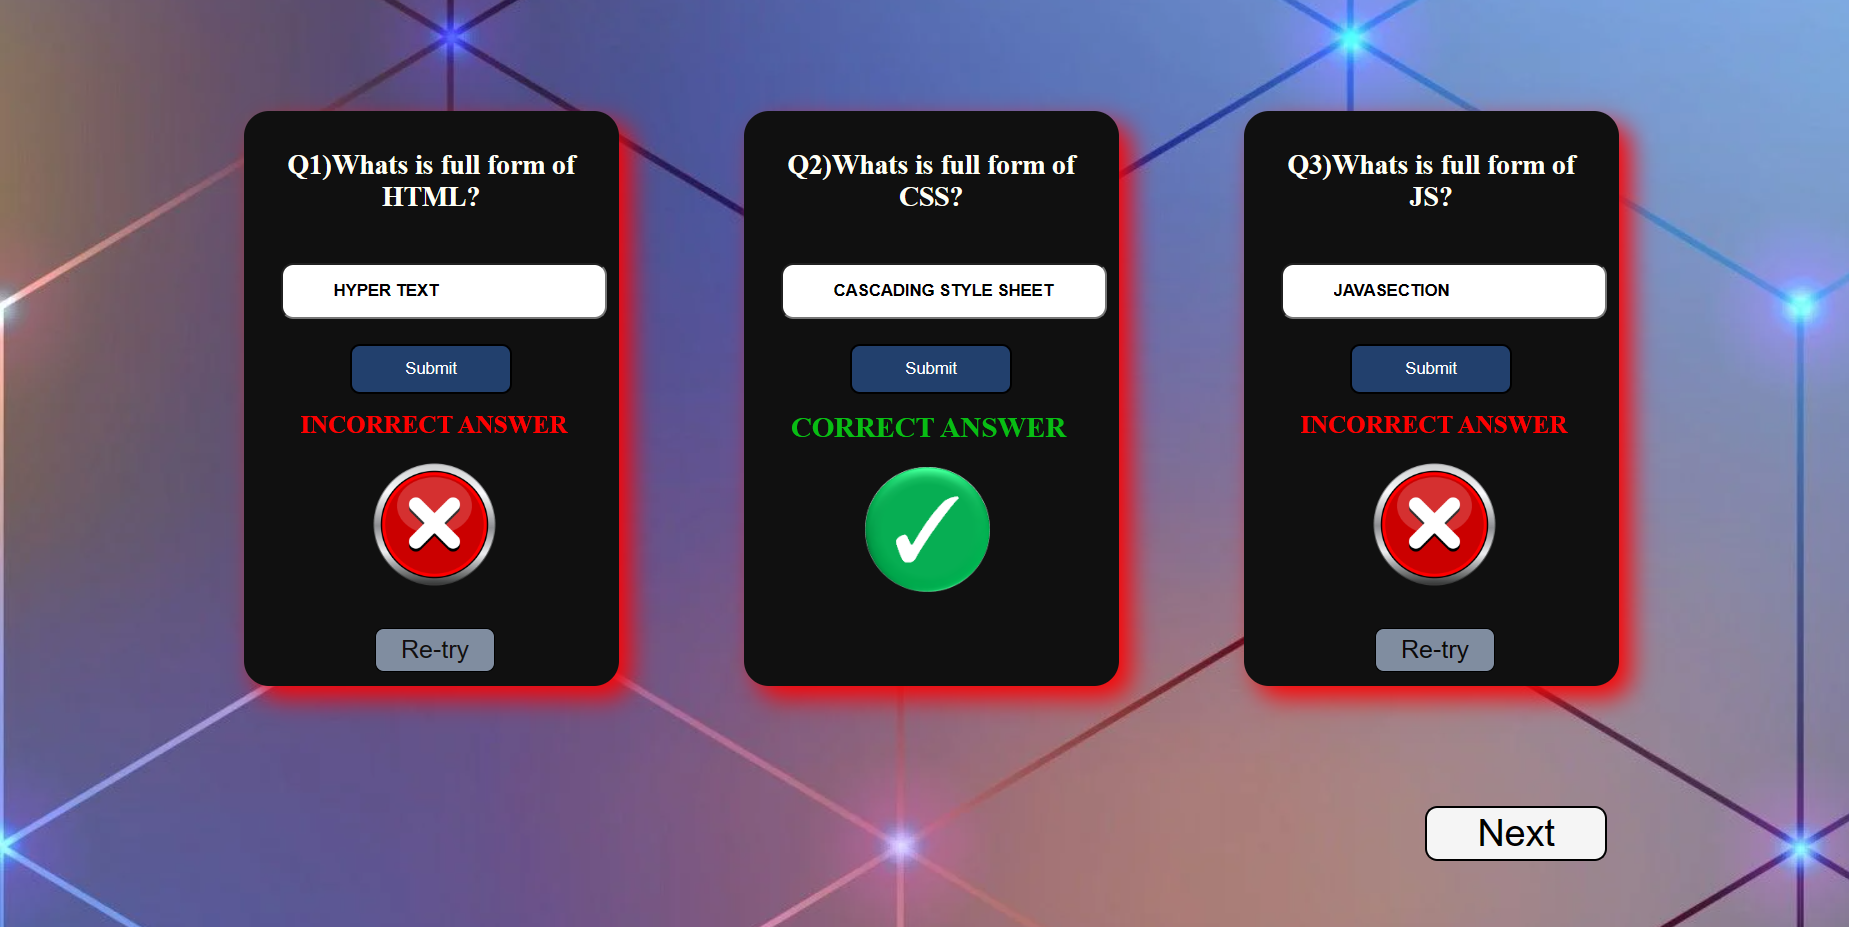 Q1)Whats is full form of
HTML?
HYPER TEXT
Submit
INCORRECT ANSWER
Re-try
Q2)Whats is full form of
CSS?
CASCADING STYLE SHEET
Submit
CORRECT ANSWER
Q3)Whats is full form of
JS?
JAVASECTION
Submit
INCORRECT ANSWER
Re-try
Next